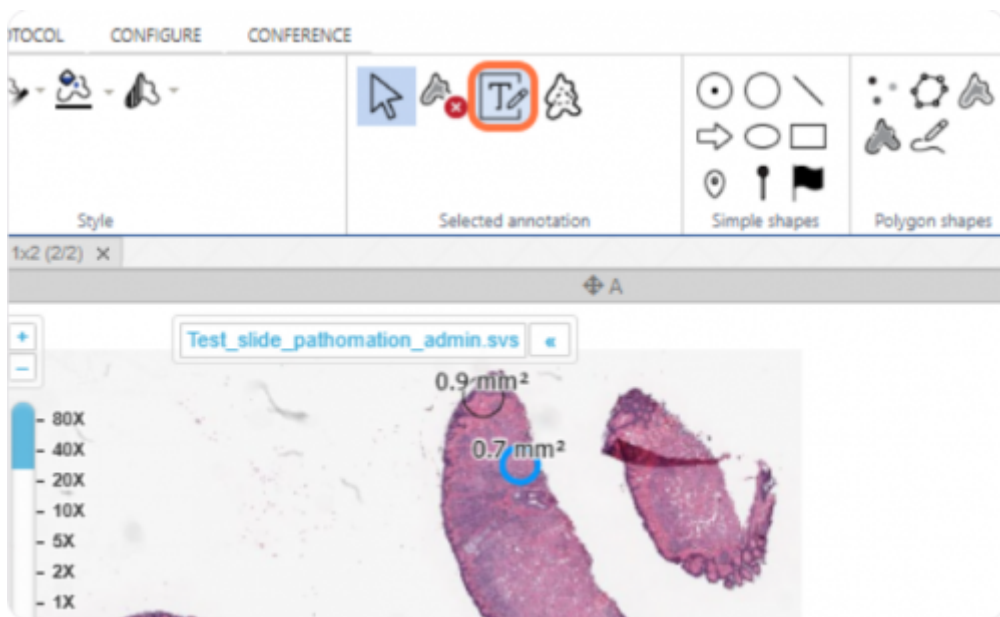 OTOCOL CONFIGURE CONFERENCE
T
Style Selected annotation Simple shapes Polygon shapes
1x2 (2/2) ×
A
+
Test_slide_pathomation_admin.svs «
−
0.9 mm²
80X
40X
0.7 mm²
20X
10X
5X
2X
1X